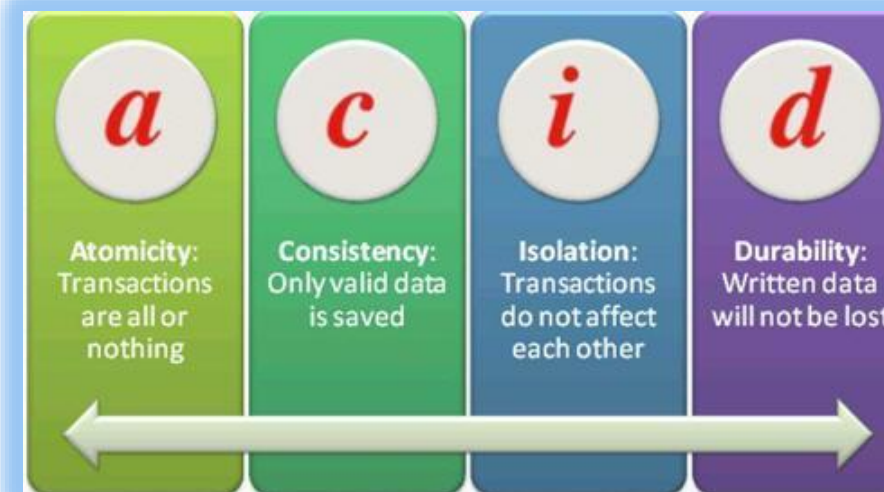 a
c
i
d
Atomicity:
Transactions
are all or
nothing
Consistency:
Only valid data
is saved
Isolation:
Transactions
do not affect
each other
Durability:
Written data
will not be lost